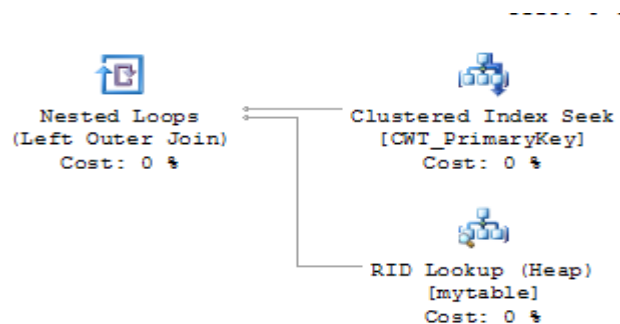 Nested Loops
(Left Outer Join)
Cost: 0 %
Clustered Index Seek
[CWT_PrimaryKey]
Cost: 0 %
RID Lookup (Heap)
[mytable]
Cost: 0 %